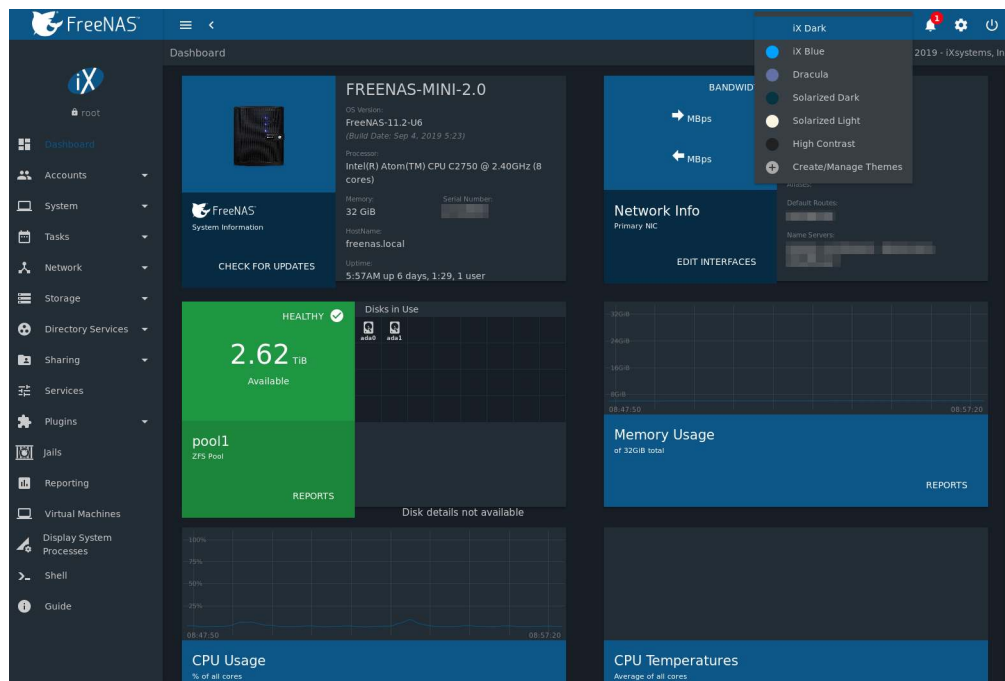 FreeNAS
iX Dark
1
Dashboard
iX Blue
2019 - iXsystems, In
Dracula
Solarized Dark
Solarized Light
High Contrast
Create/Manage Themes
iX
root
Dashboard
Accounts
System
Tasks
Network
Storage
Directory Services
Sharing
Services
Plugins
Jails
Reporting
Virtual Machines
Display System
Processes
Shell
Guide
FREENAS-MINI-2.0
OS Version:
FreeNAS-11.2-U6
(Build Date: Sep 4, 2019 5:23)
Processor:
Intel(R) Atom(TM) CPU C2750 @ 2.40GHz (8
cores)
Memory:
32 GiB
Serial Number:
HostName:
freenas.local
Uptime:
5:57AM up 6 days, 1:29, 1 user
FreeNAS
System Information
CHECK FOR UPDATES
BANDWID
MBps
MBps
Network Info
Primary NIC
EDIT INTERFACES
Default Routes:
Name Servers:
HEALTHY
2.62 TiB
Available
pool1
ZFS Pool
REPORTS
Disks in Use
ada0 ada1
Disk details not available
32GiB
24GiB
16GiB
8GiB
08:47:50 08:57:20
Memory Usage
of 32GiB total
REPORTS
100%
75%
50%
25%
08:47:50 08:57:20
CPU Usage
% of all cores
CPU Temperatures
Average of all cores